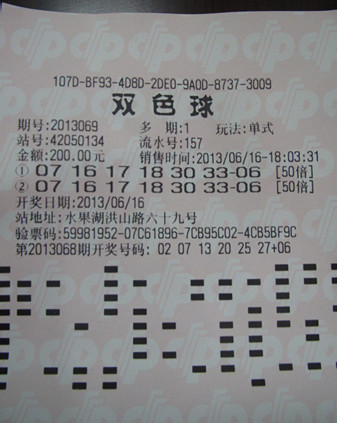 107D-BF93-4D8D-2DE0-9A0D-8737-3009
双色球
期号:2013069 多期:1 玩法:单式
站号:42050134 流水号:157
金额:200.00元 销售时间:2013/06/16-18:03:31
① 07 16 17 18 30 33-06 [50倍]
② 07 16 17 18 30 33-06 [50倍]
开奖日期:2013/06/16
站地址:水果湖洪山路六十九号
验票码:59981952-07C61896-7CB95C02-4CB5BF9C
第2013068期开奖号码: 02 07 13 20 25 27+06